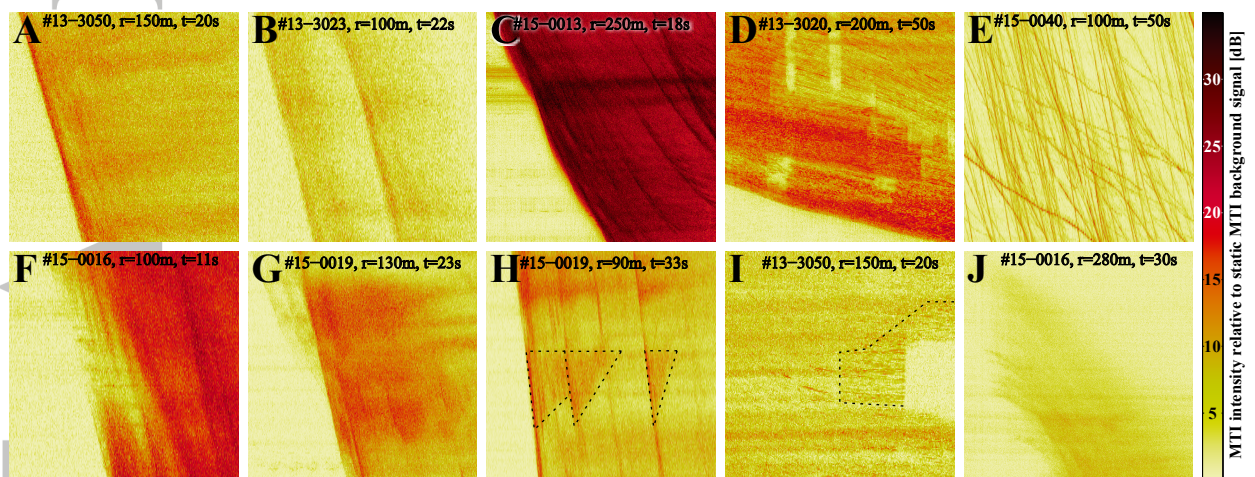 A #13−3050, r=150m, t=20s
B #13−3023, r=100m, t=22s
C #15−0013, r=250m, t=18s
D #13−3020, r=200m, t=50s
E #15−0040, r=100m, t=50s
F #15−0016, r=100m, t=11s
G #15−0019, r=130m, t=23s
H #15−0019, r=90m, t=33s
I #13−3050, r=150m, t=20s
J #15−0016, r=280m, t=30s
30
25
20
15
10
5
MTI intensity relative to static MTI background signal [dB]